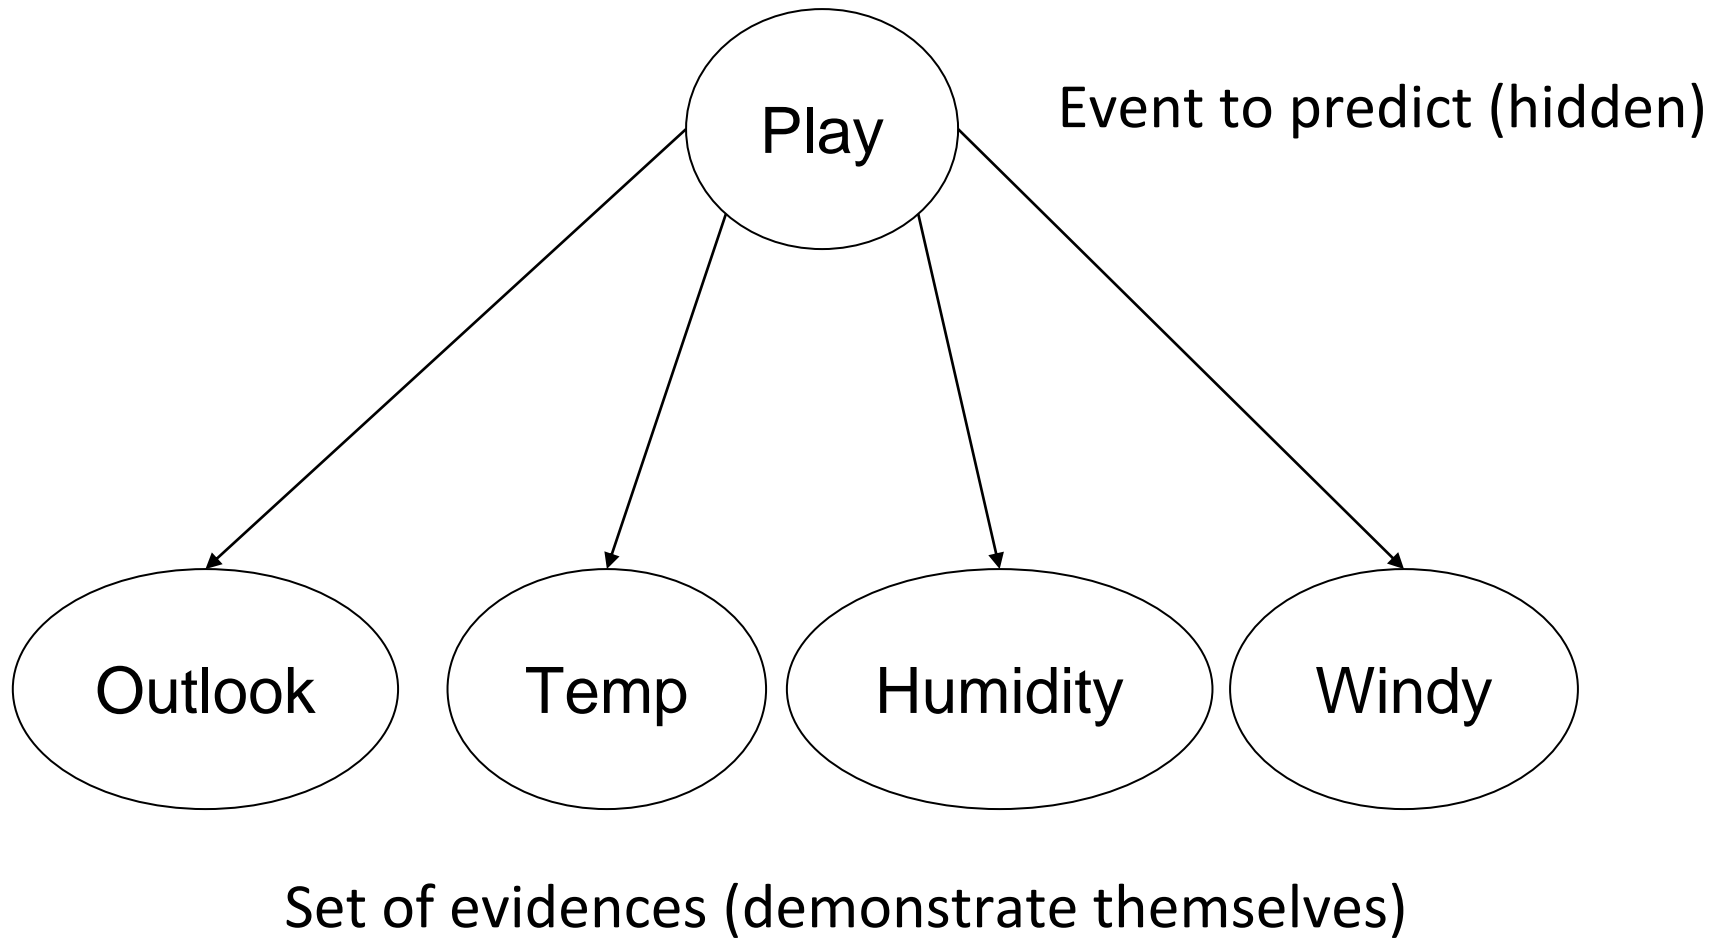 Play
Event to predict (hidden)
Outlook
Temp
Humidity
Windy
Set of evidences (demonstrate themselves)